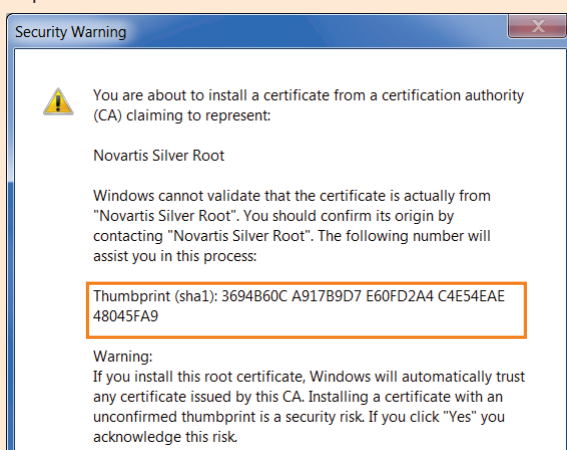 Security Warning
You are about to install a certificate from a certification authority
(CA) claiming to represent:
Novartis Silver Root
Windows cannot validate that the certificate is actually from
"Novartis Silver Root". You should confirm its origin by
contacting "Novartis Silver Root". The following number will
assist you in this process:
Thumbprint (sha1): 3694B60C A917B9D7 E60FD2A4 C4E54EAE
48045FA9
Warning:
If you install this root certificate, Windows will automatically trust
any certificate issued by this CA. Installing a certificate with an
unconfirmed thumbprint is a security risk. If you click "Yes" you
acknowledge this risk.